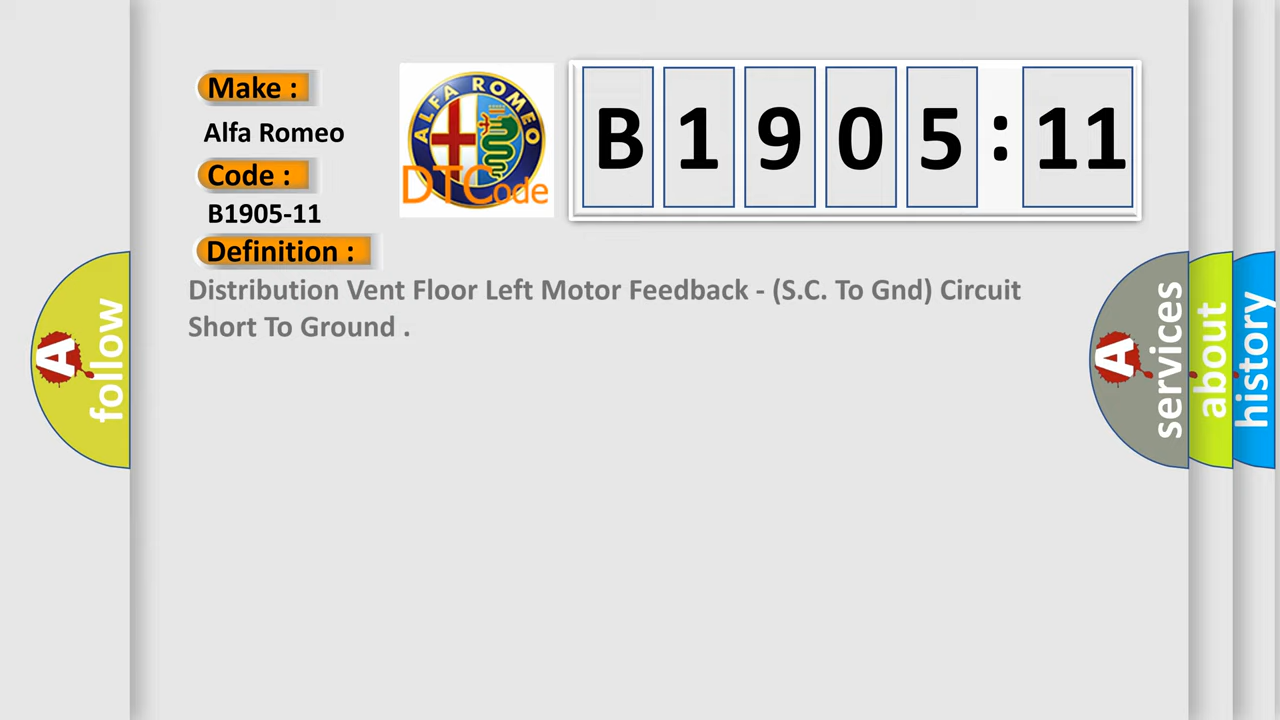 Make :
Alfa Romeo
Code :
B1905-11
Definition :
Distribution Vent Floor Left Motor Feedback - (S.C. To Gnd) Circuit
Short To Ground .
ALFA ROMEO
DTCode
B 1 9 0 5 : 11
A follow
A services
about
history